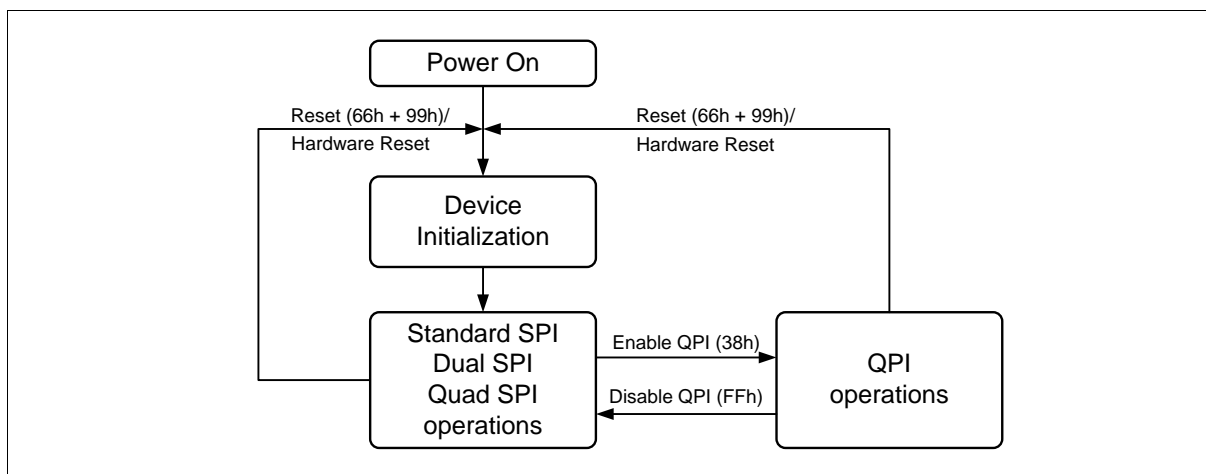 Power On
Reset (66h + 99h)/
Hardware Reset
Reset (66h + 99h)/
Hardware Reset
Device
Initialization
Standard SPI
Dual SPI
Quad SPI
operations
Enable QPI (38h)
Disable QPI (FFh)
QPI
operations